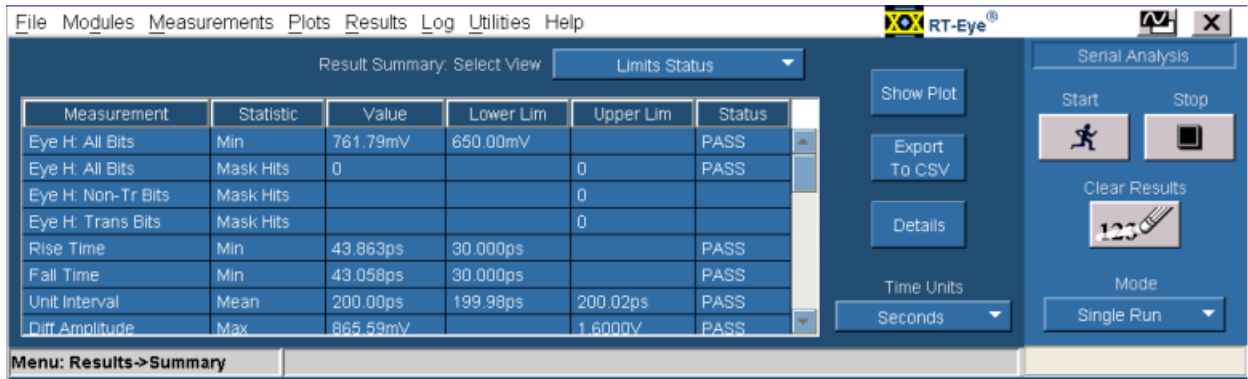 File Modules Measurements Plots Results Log Utilities Help RT-Eye®
Result Summary: Select View Limits Status
Measurement Statistic Value Lower Lim Upper Lim Status
Eye H: All Bits Min 761.79mV 650.00mV PASS
Eye H: All Bits Mask Hits 0 0 PASS
Eye H: Non-Tr Bits Mask Hits 0
Eye H: Trans Bits Mask Hits 0
Rise Time Min 43.863ps 30.000ps PASS
Fall Time Min 43.058ps 30.000ps PASS
Unit Interval Mean 200.00ps 199.98ps 200.02ps PASS
Diff Amplitude Max 865.59mV 1.6000V PASS
Show Plot
Export
To CSV
Details
Time Units
Seconds
Serial Analysis
Start Stop
Clear Results
123
Mode
Single Run
Menu: Results->Summary